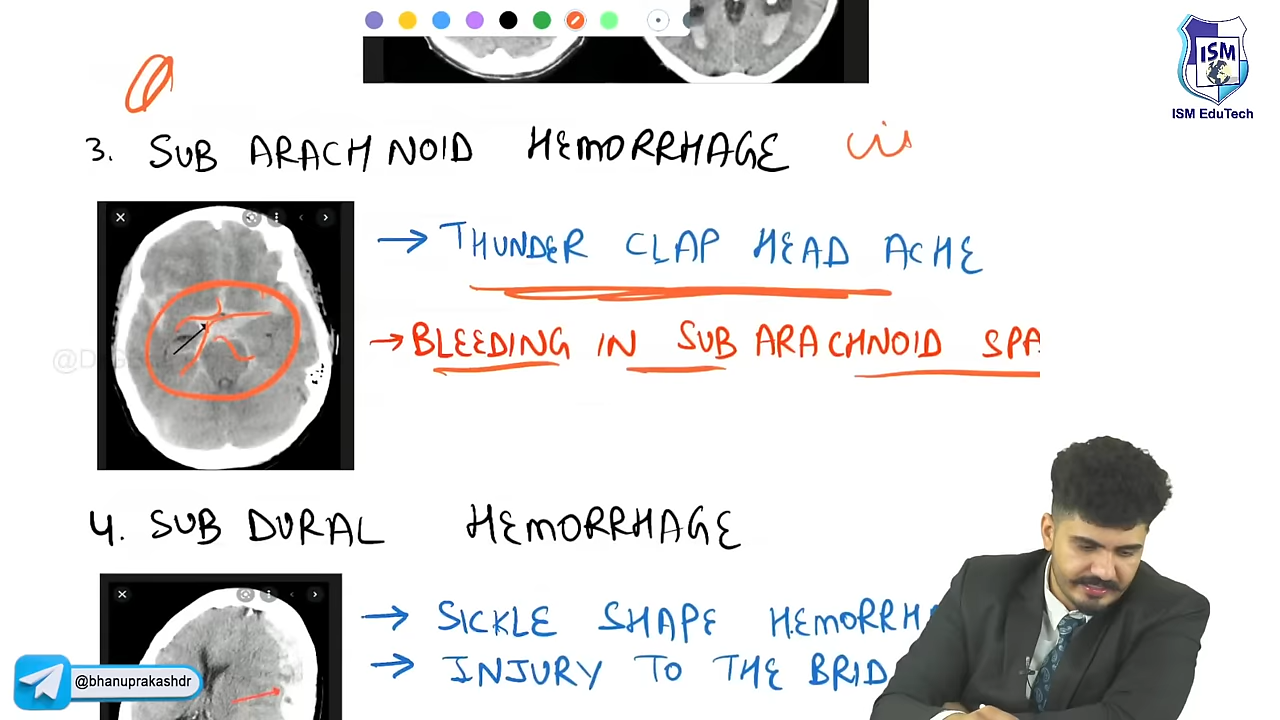 ISM
ISM EduTech
3. SUB ARACHNOID HEMORRHAGE
→ THUNDER CLAP HEAD ACHE
→ BLEEDING IN SUB ARACHNOID SPA
4. SUB DURAL HEMORRHAGE
→ SICKLE SHAPE HEMORRH
→ INJURY TO THE BRID
@bhanuprakashdr